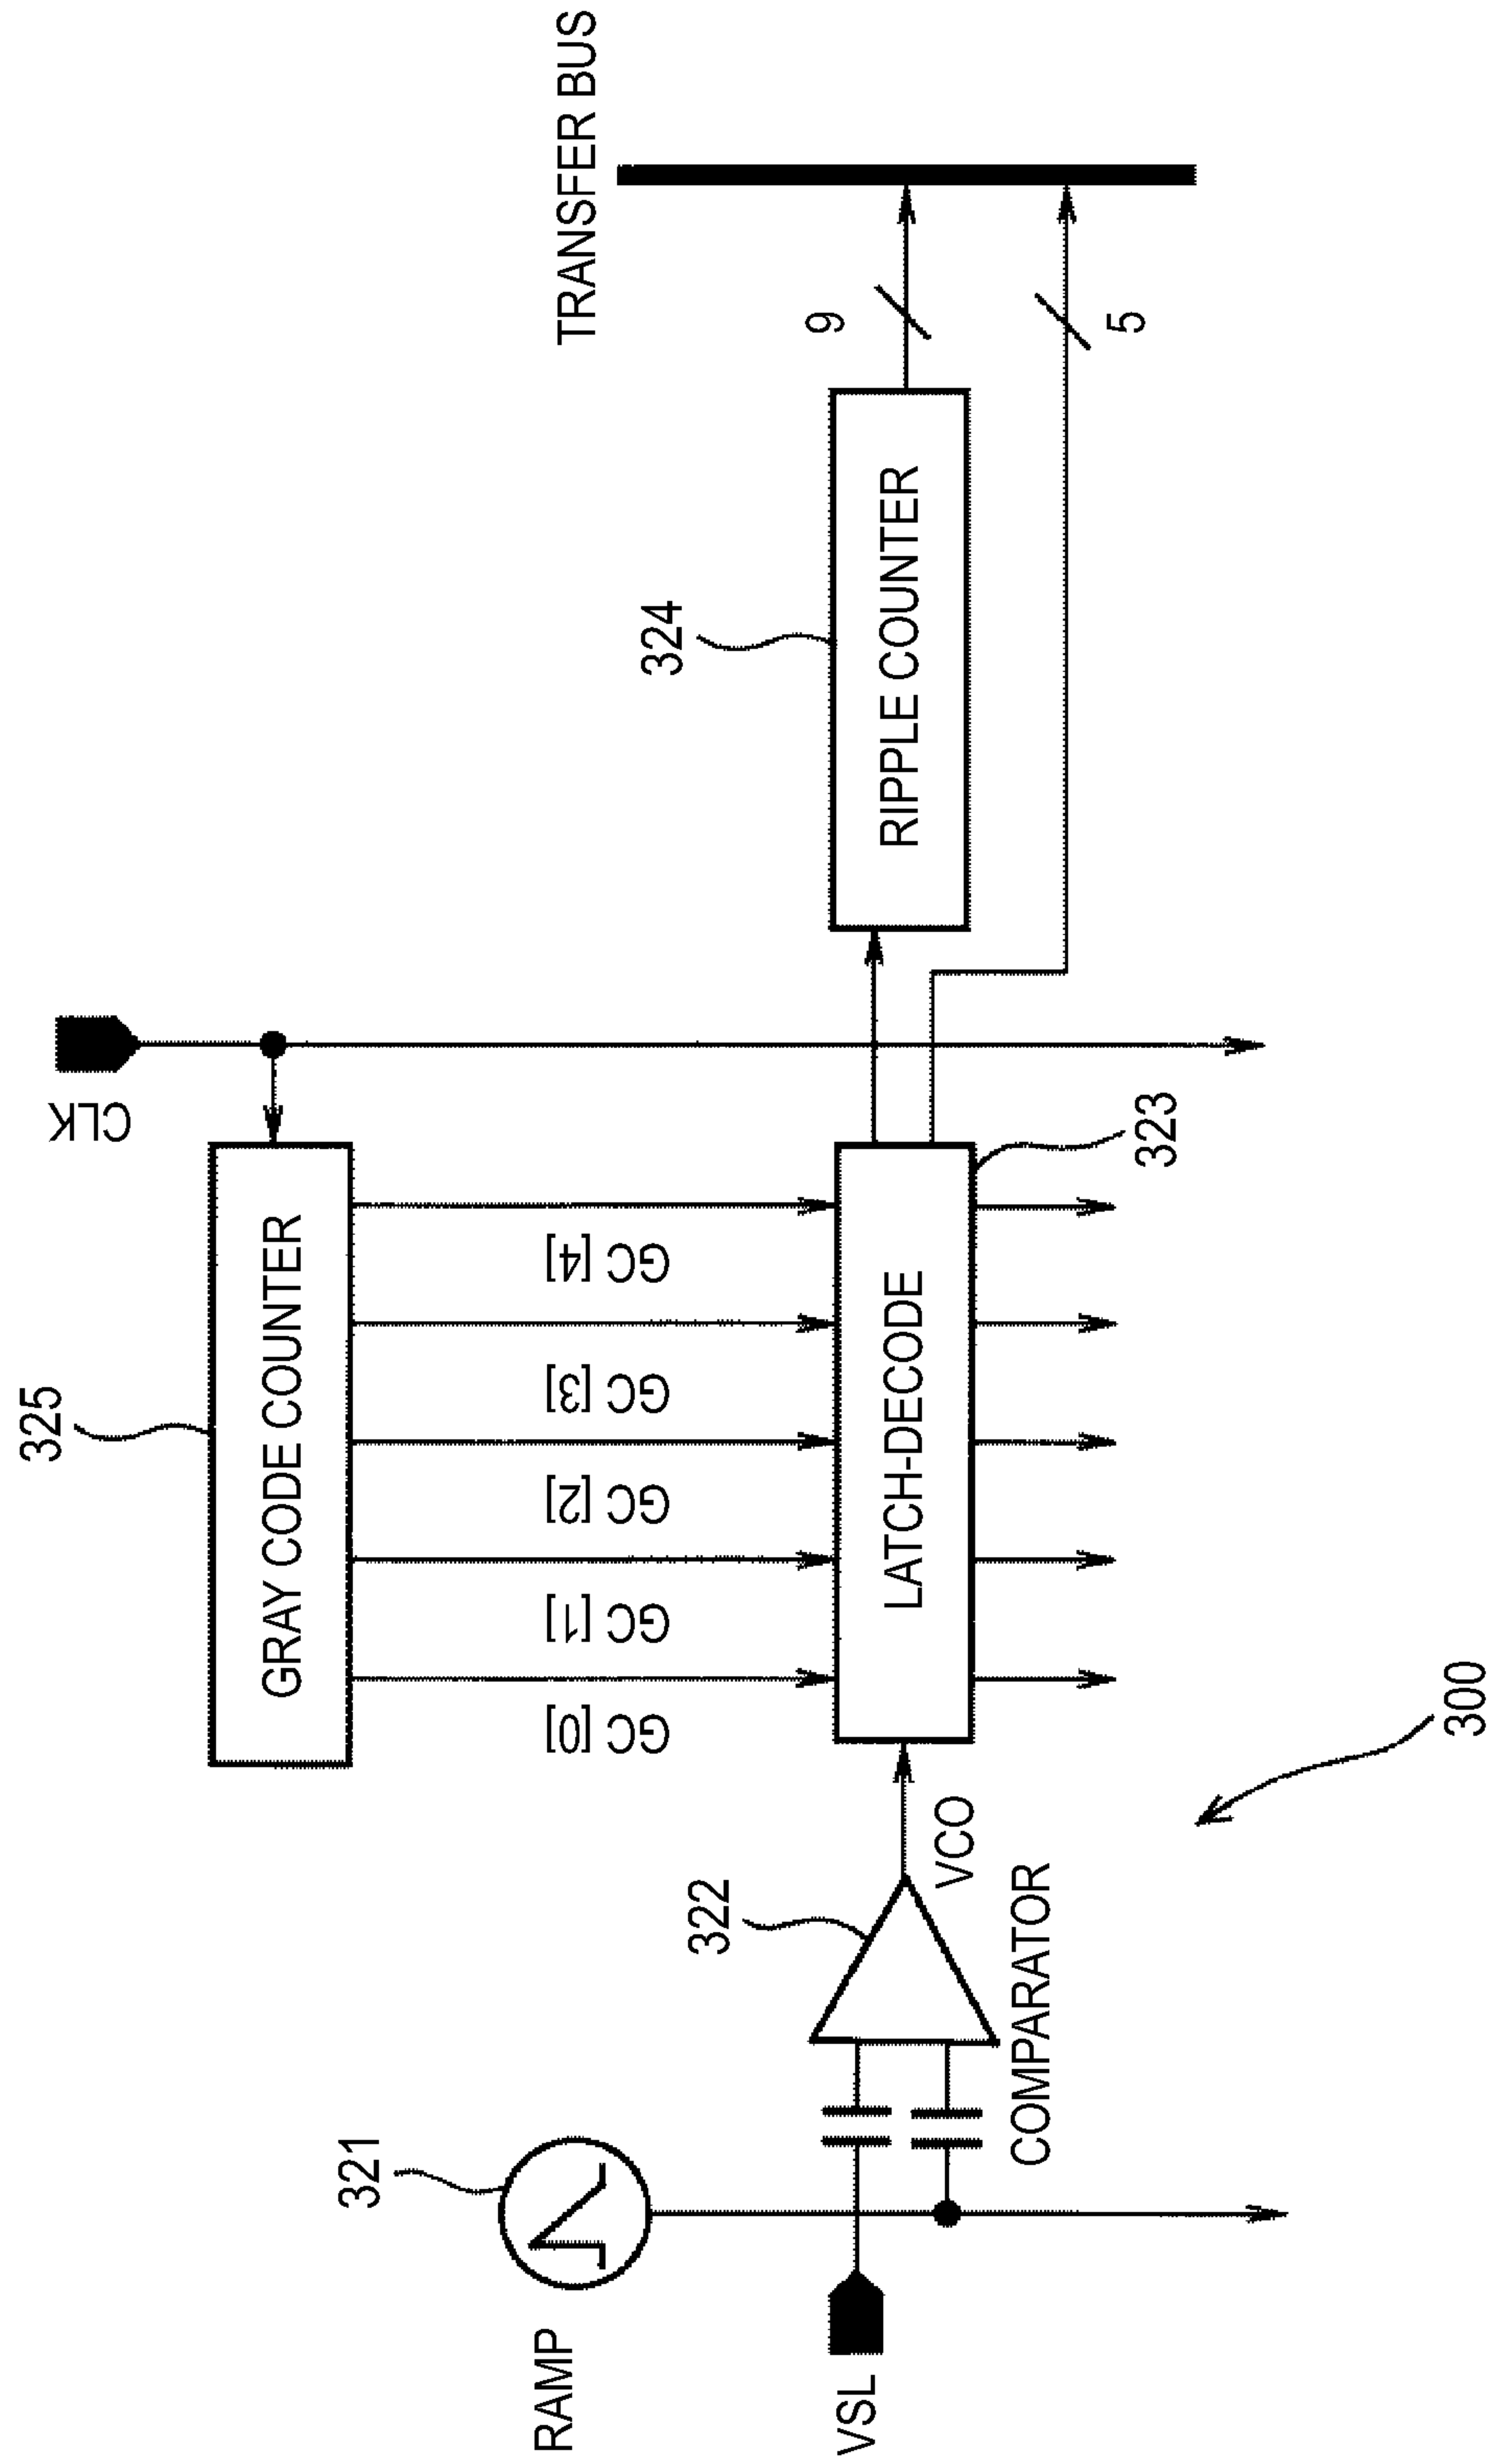 325
CLK
GRAY CODE COUNTER
TRANSFER BUS
RAMP
321
GC [0]
GC [1]
GC [2]
GC [3]
GC [4]
324
322
VSL
VCO
LATCH-DECODE
RIPPLE COUNTER
9
5
COMPARATOR
323
300